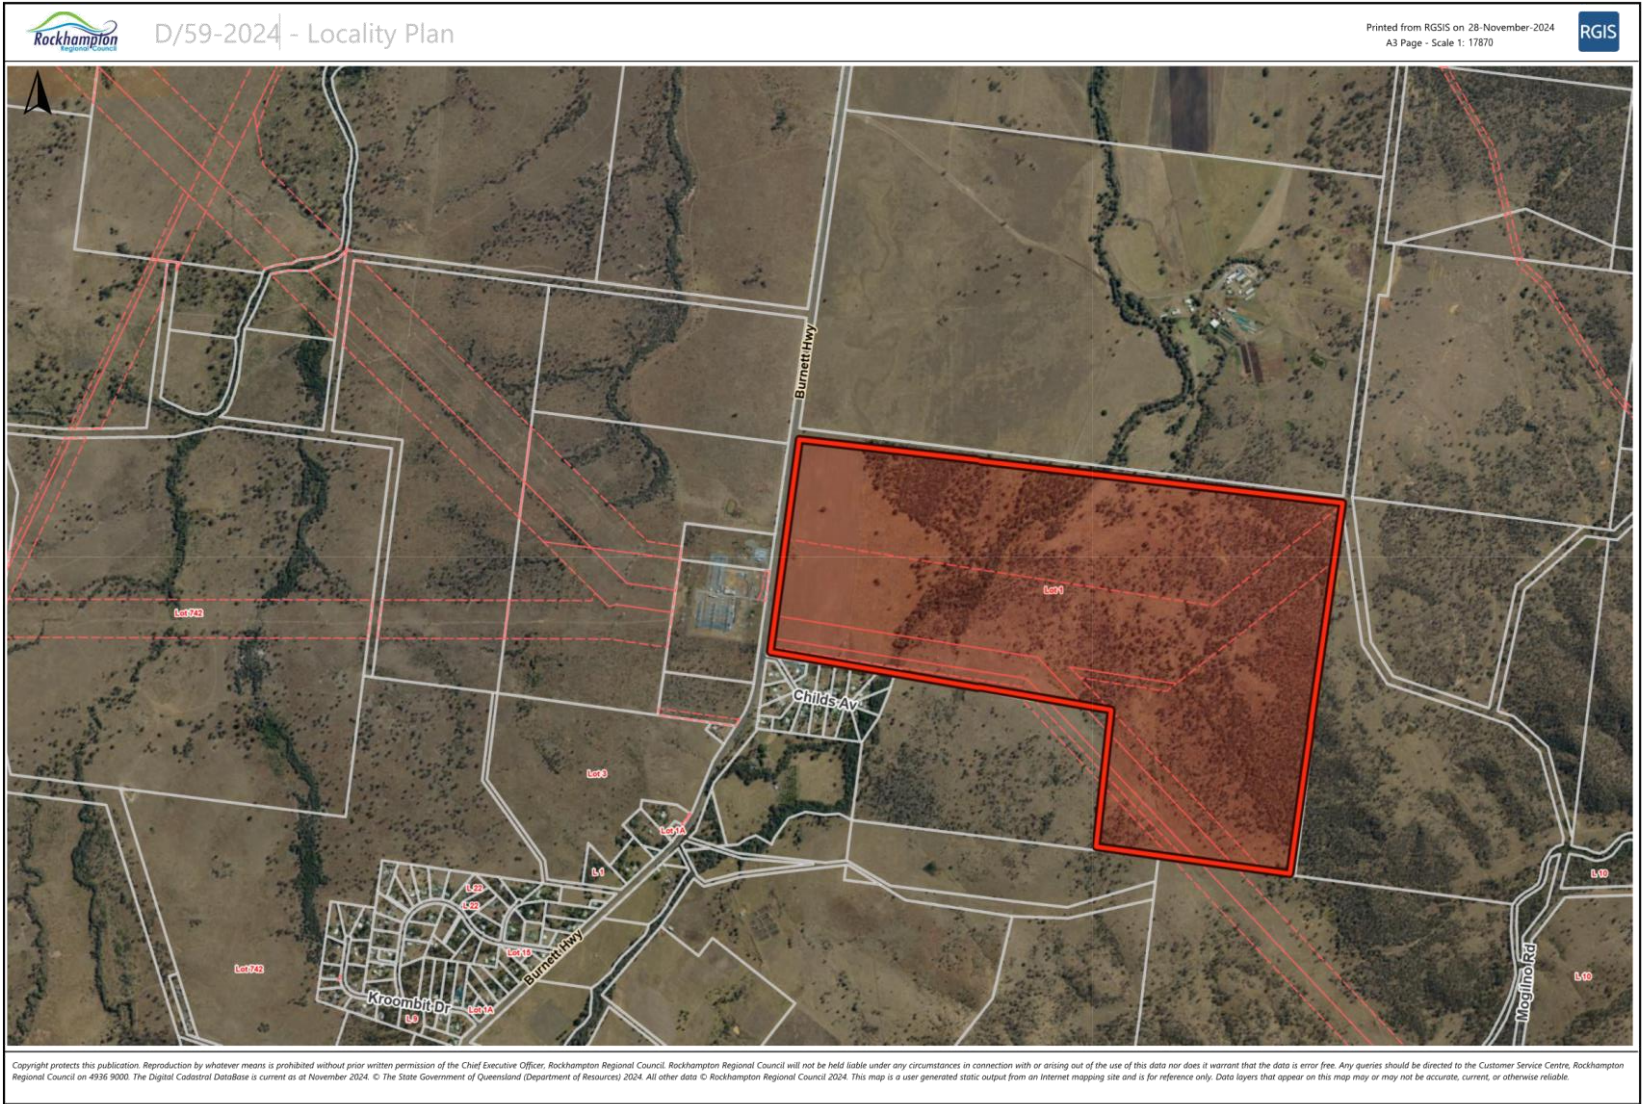 Rockhampton
Regional Council
D/59-2024 - Locality Plan
Printed from RGSIS on 28-November-2024
A3 Page - Scale 1: 17870
RGIS
Burnett Hwy
Lot 1
Lot 742
Childs Av
Lot 3
Lot 1A
L 1
L 22
L 22
Lot 15
Burnett Hwy
Lot 742
Kroombit Dr
Lot 1A
L 9
L 10
Mogilno Rd
L 10
Copyright protects this publication. Reproduction by whatever means is prohibited without prior written permission of the Chief Executive Officer, Rockhampton Regional Council. Rockhampton Regional Council will not be held liable under any circumstances in connection with or arising out of the use of this data nor does it warrant that the data is error free. Any queries should be directed to the Customer Service Centre, Rockhampton
Regional Council on 4936 9000. The Digital Cadastral DataBase is current as at November 2024. © The State Government of Queensland (Department of Resources) 2024. All other data © Rockhampton Regional Council 2024. This map is a user generated static output from an Internet mapping site and is for reference only. Data layers that appear on this map may or may not be accurate, current, or otherwise reliable.